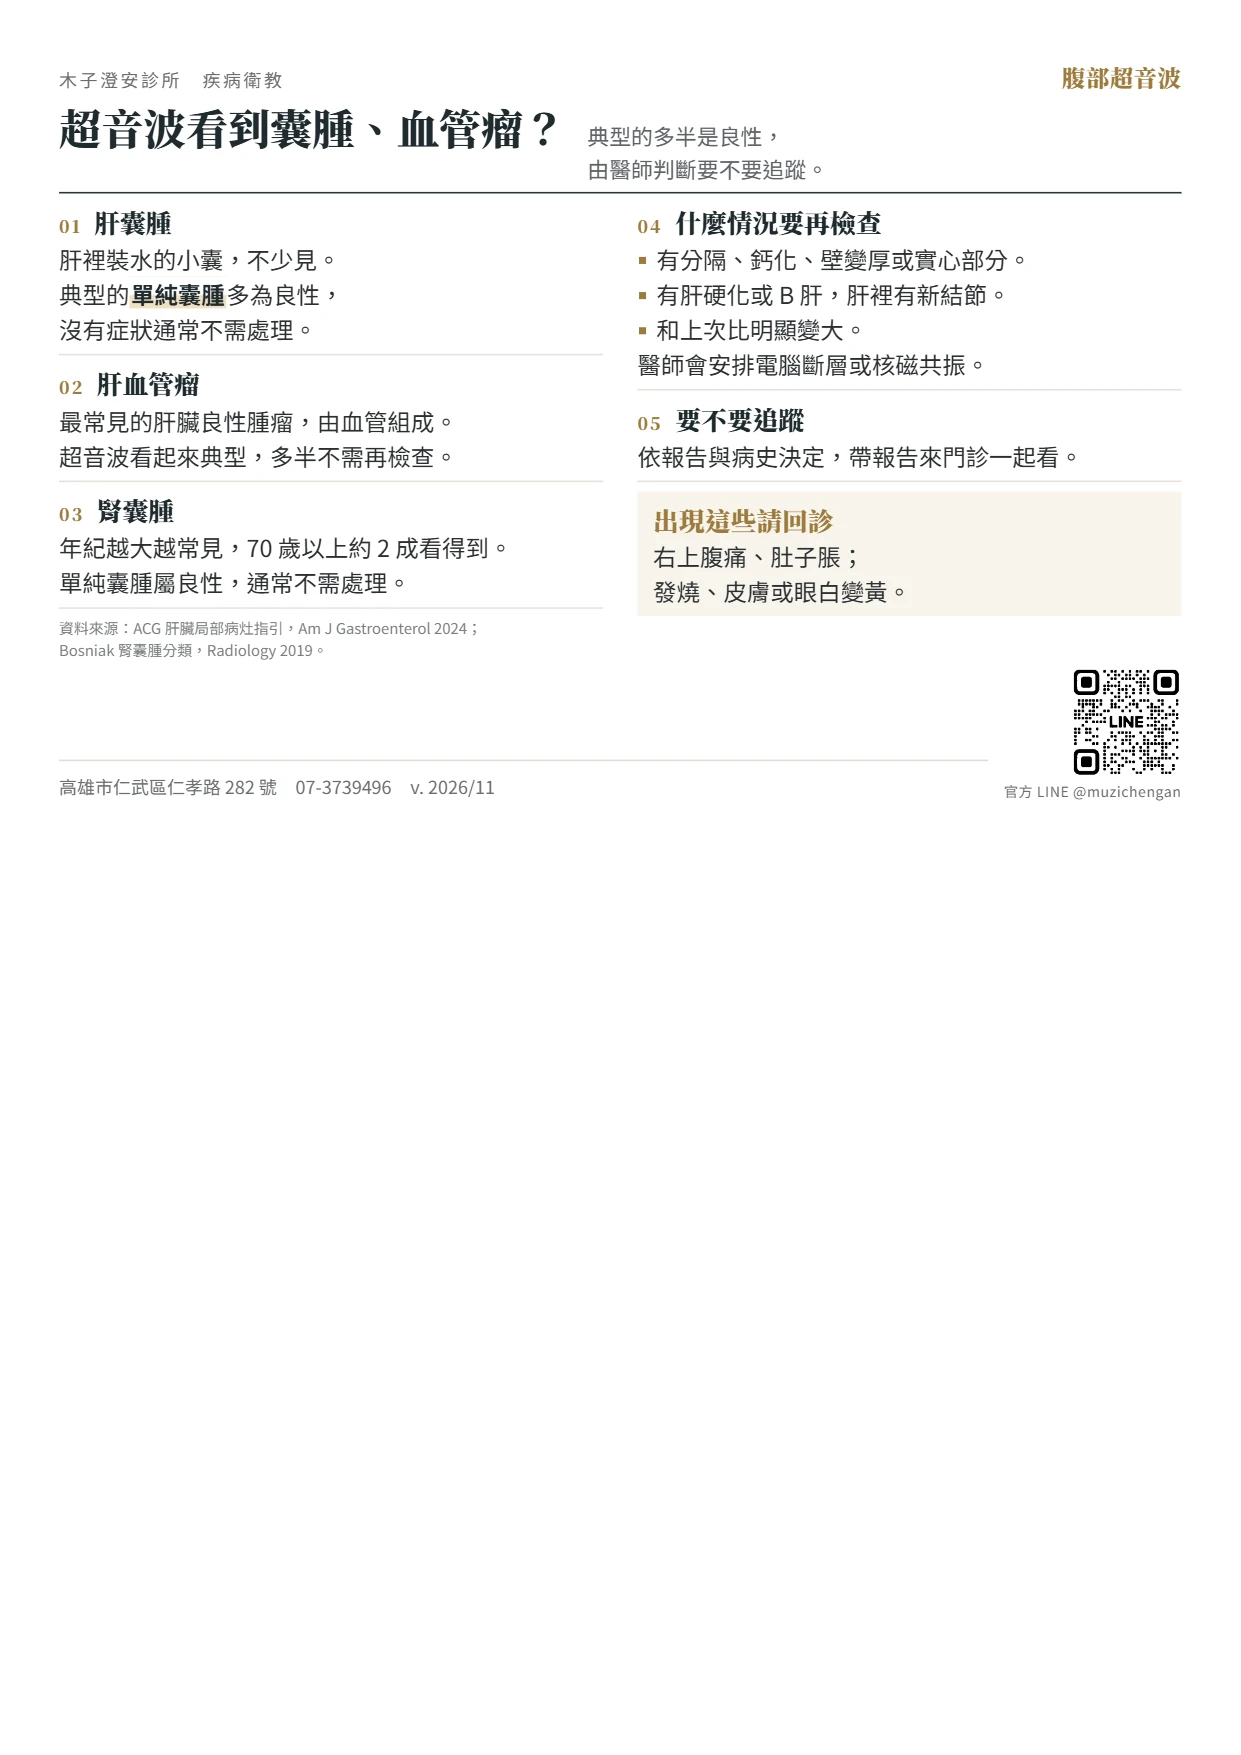 木子澄安診所　疾病衛教
腹部超音波
超音波看到囊腫、血管瘤？
典型的多半是良性，
由醫師判斷要不要追蹤。
01 肝囊腫
肝裡裝水的小囊，不少見。
典型的單純囊腫多為良性，
沒有症狀通常不需處理。
02 肝血管瘤
最常見的肝臟良性腫瘤，由血管組成。
超音波看起來典型，多半不需再檢查。
03 腎囊腫
年紀越大越常見，70 歲以上約 2 成看得到。
單純囊腫屬良性，通常不需處理。
資料來源：ACG 肝臟局部病灶指引，Am J Gastroenterol 2024；
Bosniak 腎囊腫分類，Radiology 2019。
04 什麼情況要再檢查
▪ 有分隔、鈣化、壁變厚或實心部分。
▪ 有肝硬化或 B 肝，肝裡有新結節。
▪ 和上次比明顯變大。
醫師會安排電腦斷層或核磁共振。
05 要不要追蹤
依報告與病史決定，帶報告來門診一起看。
出現這些請回診
右上腹痛、肚子脹；
發燒、皮膚或眼白變黃。
LINE
高雄市仁武區仁孝路 282 號　07-3739496　v. 2026/11
官方 LINE @muzichengan